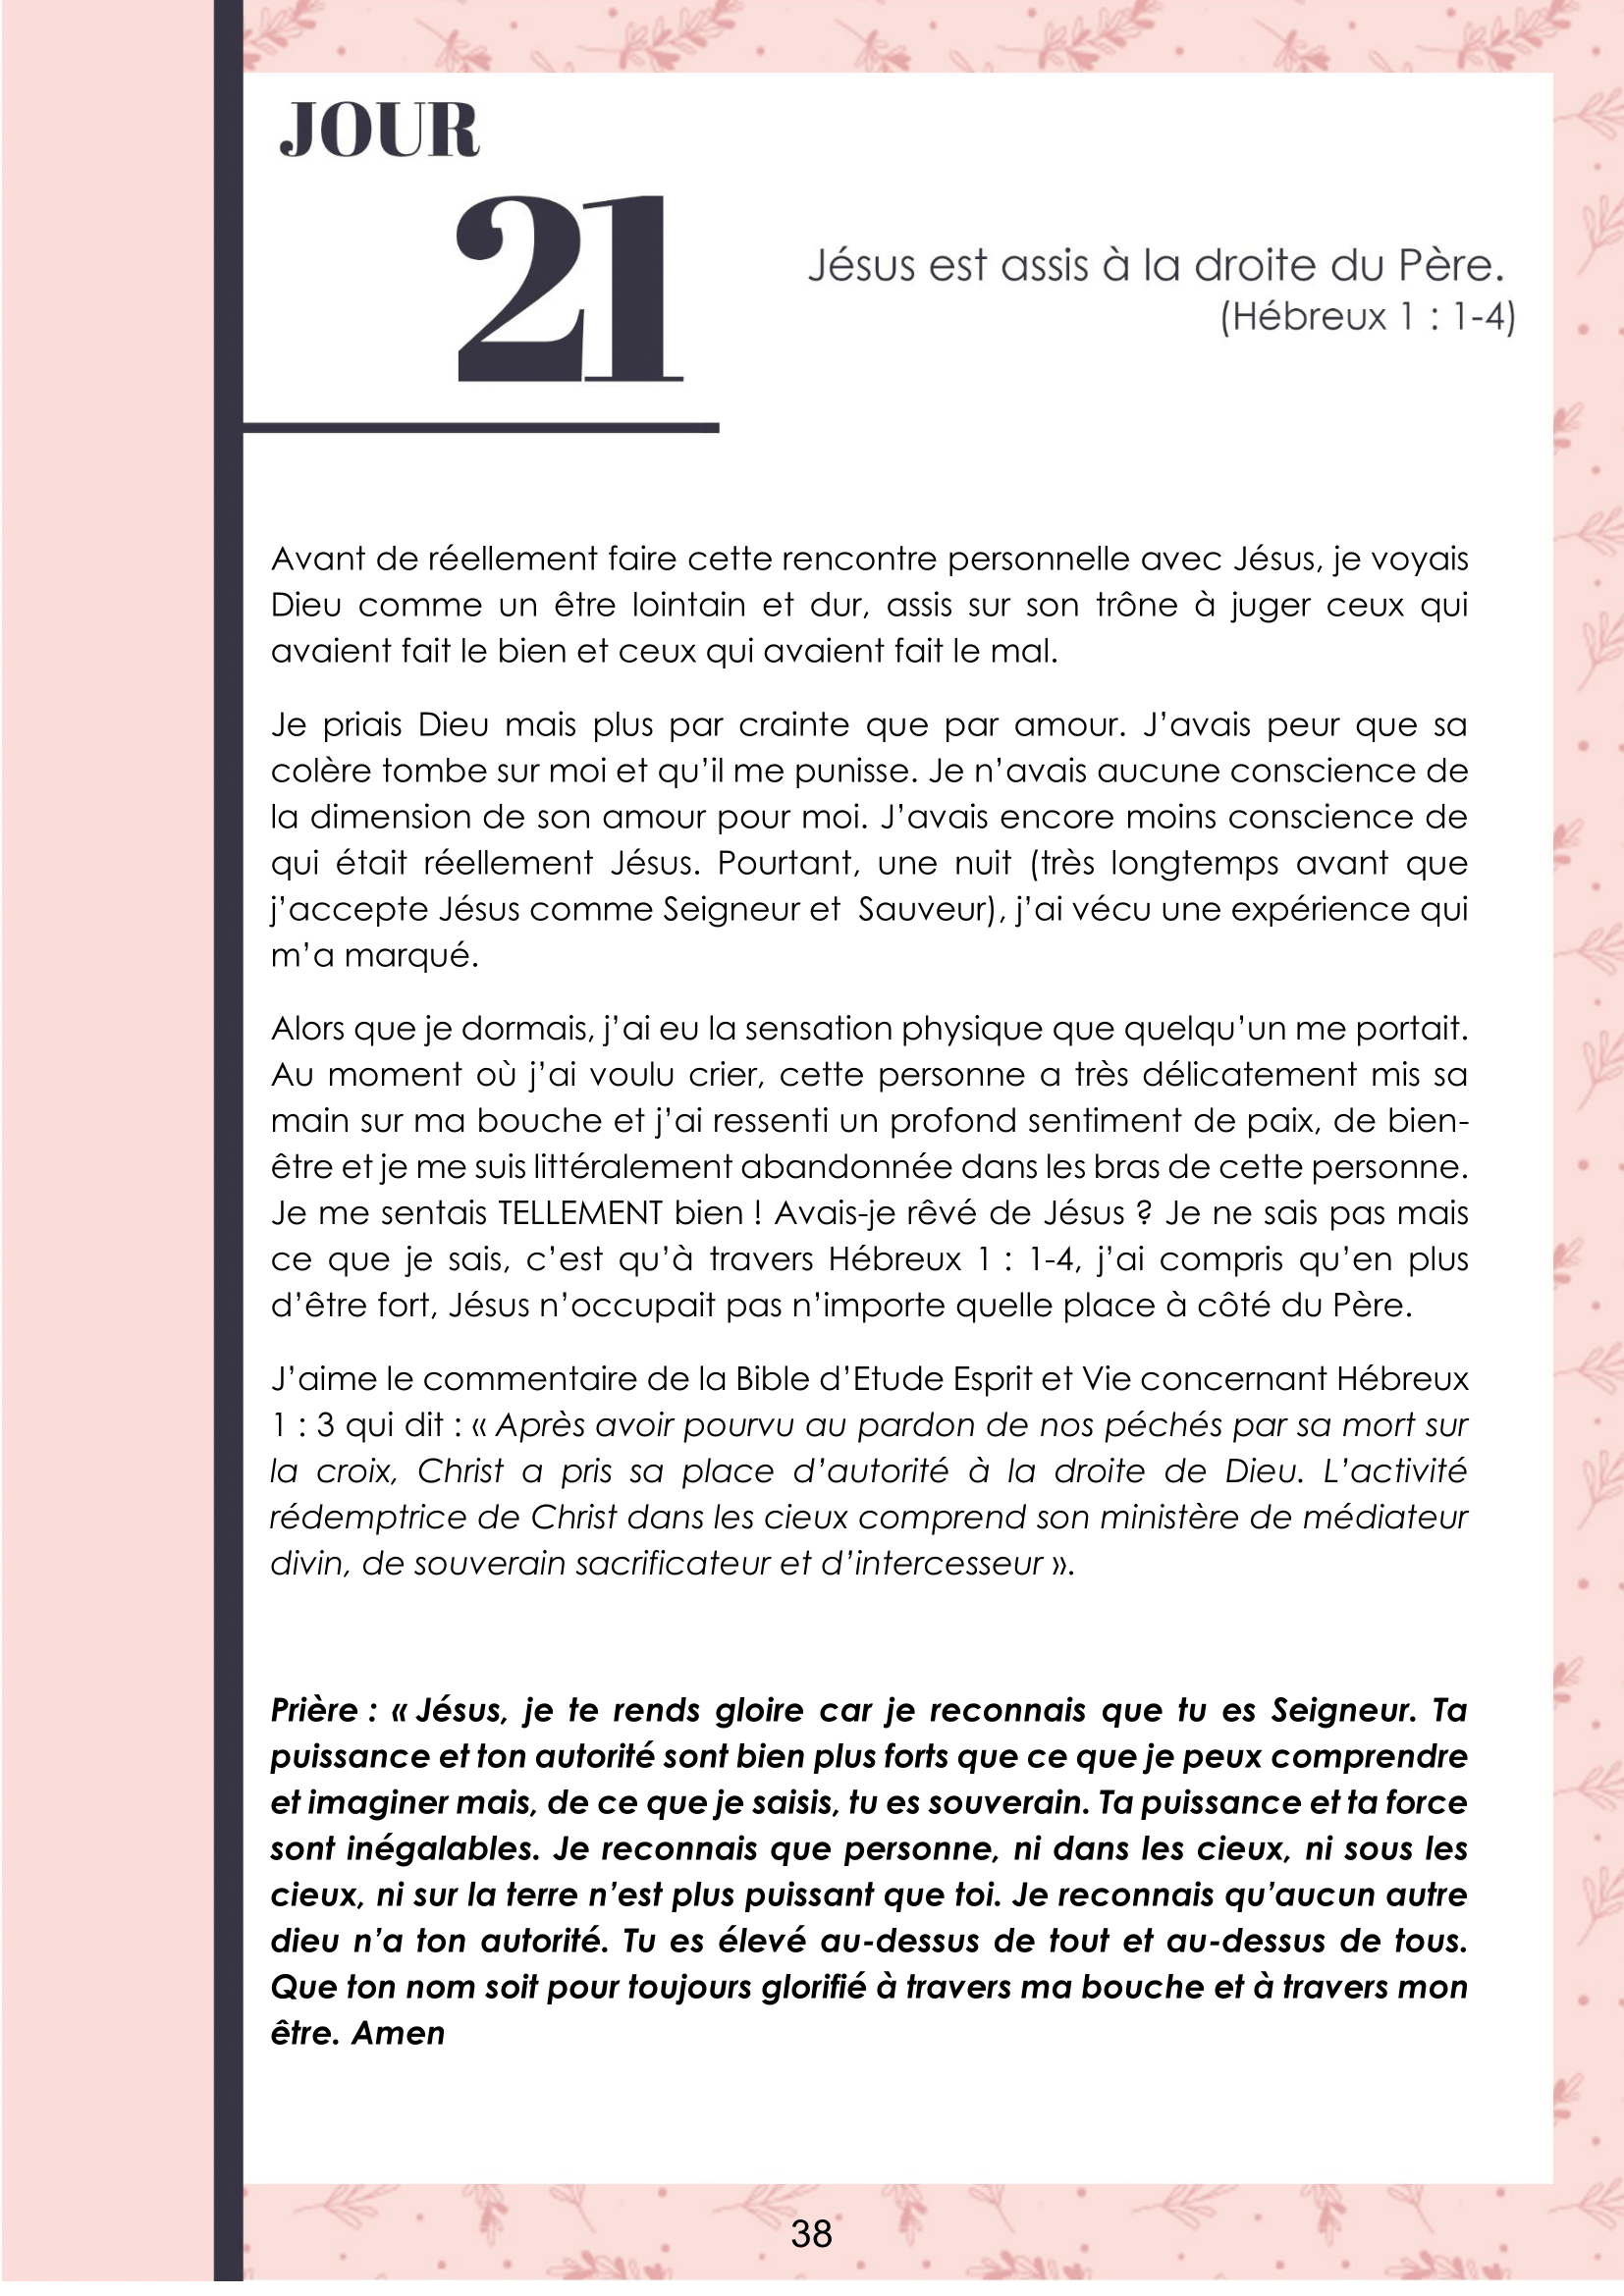 JOUR
21
Jésus est assis à la droite du Père.
(Hébreux 1 : 1-4)
Avant de réellement faire cette rencontre personnelle avec Jésus, je voyais
Dieu comme un être lointain et dur, assis sur son trône à juger ceux qui
avaient fait le bien et ceux qui avaient fait le mal.
Je priais Dieu mais plus par crainte que par amour. J’avais peur que sa
colère tombe sur moi et qu’il me punisse. Je n’avais aucune conscience de
la dimension de son amour pour moi. J’avais encore moins conscience de
qui était réellement Jésus. Pourtant, une nuit (très longtemps avant que
j’accepte Jésus comme Seigneur et  Sauveur), j’ai vécu une expérience qui
m’a marqué.
Alors que je dormais, j’ai eu la sensation physique que quelqu’un me portait.
Au moment où j’ai voulu crier, cette personne a très délicatement mis sa
main sur ma bouche et j’ai ressenti un profond sentiment de paix, de bien-
être et je me suis littéralement abandonnée dans les bras de cette personne.
Je me sentais TELLEMENT bien ! Avais-je rêvé de Jésus ? Je ne sais pas mais
ce que je sais, c’est qu’à travers Hébreux 1 : 1-4, j’ai compris qu’en plus
d’être fort, Jésus n’occupait pas n’importe quelle place à côté du Père.
J’aime le commentaire de la Bible d’Etude Esprit et Vie concernant Hébreux
1 : 3 qui dit : « Après avoir pourvu au pardon de nos péchés par sa mort sur
la croix, Christ a pris sa place d’autorité à la droite de Dieu. L’activité
rédemptrice de Christ dans les cieux comprend son ministère de médiateur
divin, de souverain sacrificateur et d’intercesseur ».
Prière : « Jésus, je te rends gloire car je reconnais que tu es Seigneur. Ta
puissance et ton autorité sont bien plus forts que ce que je peux comprendre
et imaginer mais, de ce que je saisis, tu es souverain. Ta puissance et ta force
sont inégalables. Je reconnais que personne, ni dans les cieux, ni sous les
cieux, ni sur la terre n’est plus puissant que toi. Je reconnais qu’aucun autre
dieu n’a ton autorité. Tu es élevé au-dessus de tout et au-dessus de tous.
Que ton nom soit pour toujours glorifié à travers ma bouche et à travers mon
être. Amen
38